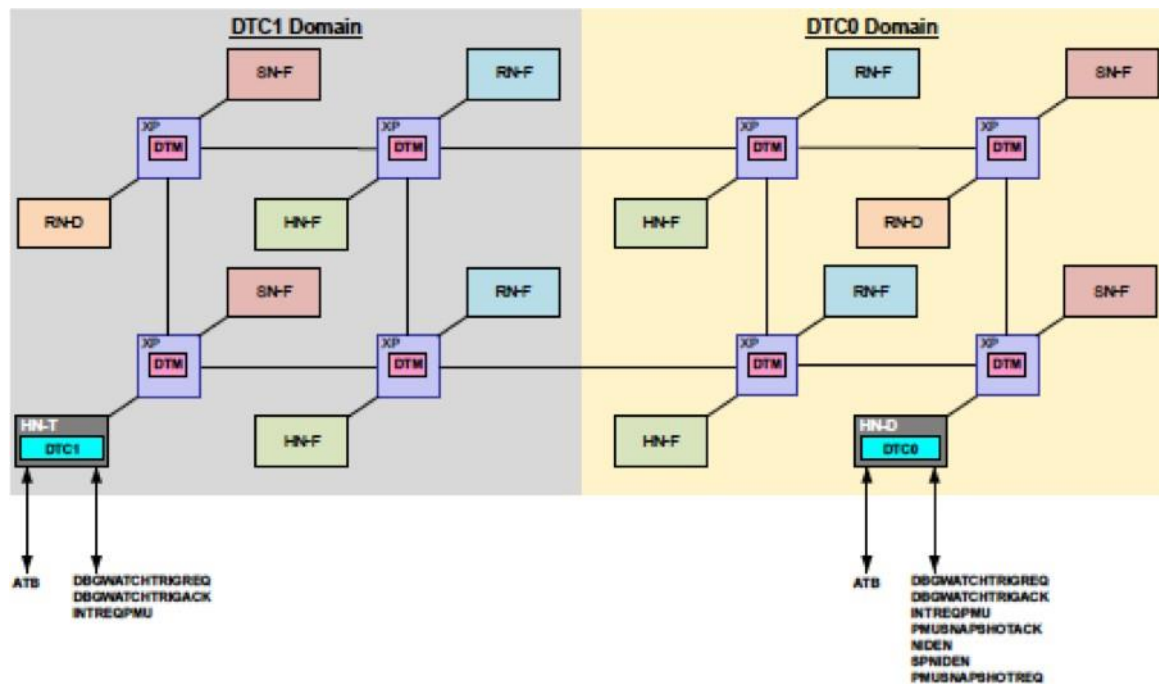 DTC1 Domain
DTC0 Domain
SN-F
RN-F
RN-F
SN-F
XP
DTM
XP
DTM
XP
DTM
XP
DTM
RN-D
HN-F
HN-F
RN-D
SN-F
RN-F
RN-F
SN-F
XP
DTM
XP
DTM
XP
DTM
XP
DTM
HN-T
DTC1
HN-F
HN-F
HN-D
DTC0
ATB
DBGWATCHTRIGREQ
DBGWATCHTRIGACK
INTREQPMU
ATB
DBGWATCHTRIGREQ
DBGWATCHTRIGACK
INTREQPMU
PMUSNAPSHOTACK
NIDEN
SPNIDEN
PMUSNAPSHOTREQ